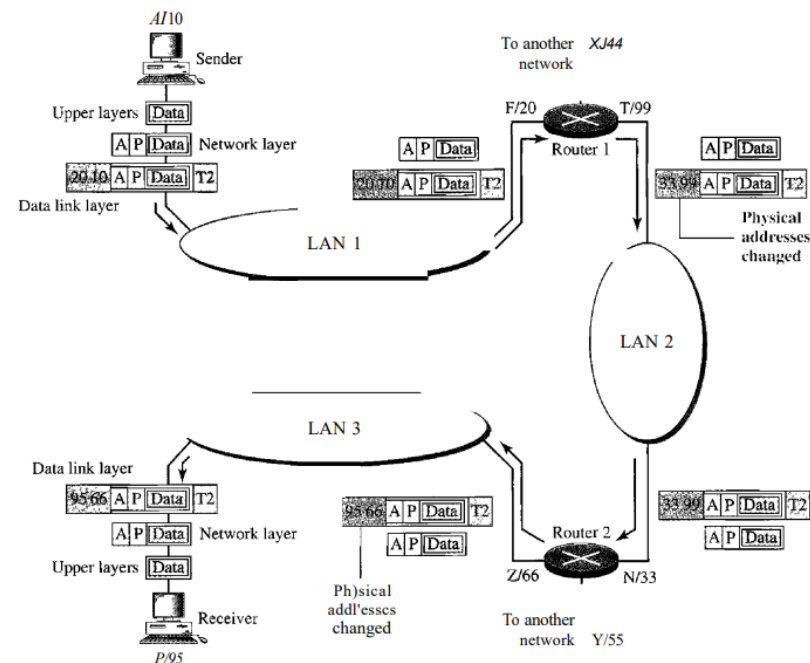 AI10
Sender
Upper layers Data
A P Data Network layer
20 10 A P Data T2
Data link layer
To another XJ44
network
F/20 T/99
Router 1
A P Data
20 10 A P Data T2
A P Data
33 99 A P Data T2
Physical
addresses
changed
LAN 1
LAN 2
LAN 3
Data link layer
95 66 A P Data T2
A P Data Network layer
Upper layers Data
Receiver
P/95
95 66 A P Data T2
A P Data
Ph)sical
addl'esscs
changed
Router 2
Z/66 N/33
33 99 A P Data T2
A P Data
To another
network Y/55